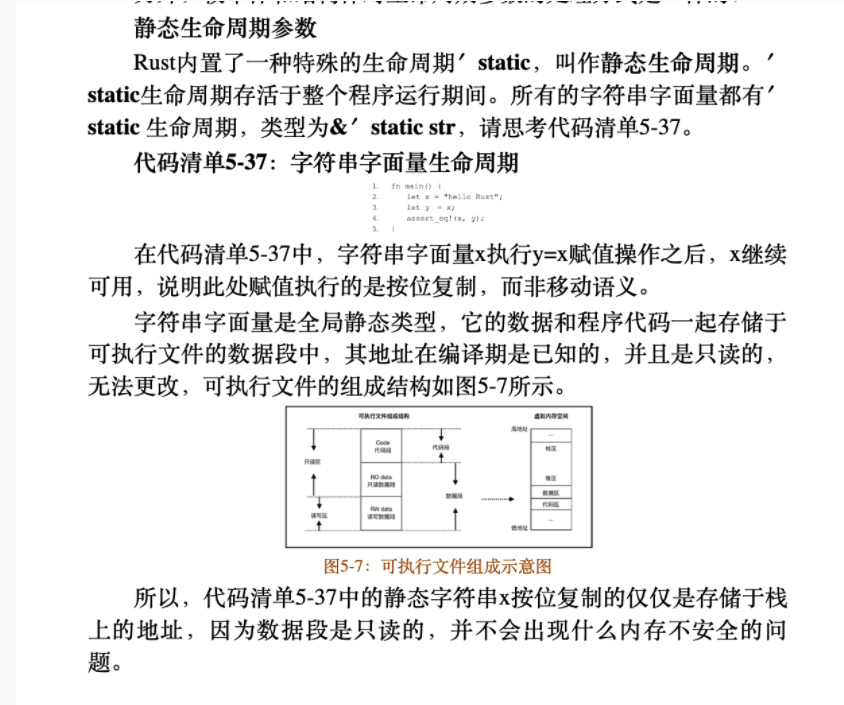 静态生命周期参数
Rust内置了一种特殊的生命周期′static，叫作静态生命周期。′
static生命周期存活于整个程序运行期间。所有的字符串字面量都有′
static 生命周期，类型为&′static str，请思考代码清单5-37。
代码清单5-37：字符串字面量生命周期
1. fn main() {
2. let x = "hello Rust";
3. let y = x;
4. assert_eq!(x, y);
5. }
在代码清单5-37中，字符串字面量x执行y=x赋值操作之后，x继续
可用，说明此处赋值执行的是按位复制，而非移动语义。
字符串字面量是全局静态类型，它的数据和程序代码一起存储于
可执行文件的数据段中，其地址在编译期是已知的，并且是只读的，
无法更改，可执行文件的组成结构如图5-7所示。
可执行文件组成结构
虚拟内存空间
高地址
...
Code
代码段
代码段
栈区
只读区
RO data
只读数据段
堆区
数据段
数据区
代码区
RW data
读写数据段
读写区
...
低地址
图5-7：可执行文件组成示意图
所以，代码清单5-37中的静态字符串x按位复制的仅仅是存储于栈
上的地址，因为数据段是只读的，并不会出现什么内存不安全的问
题。